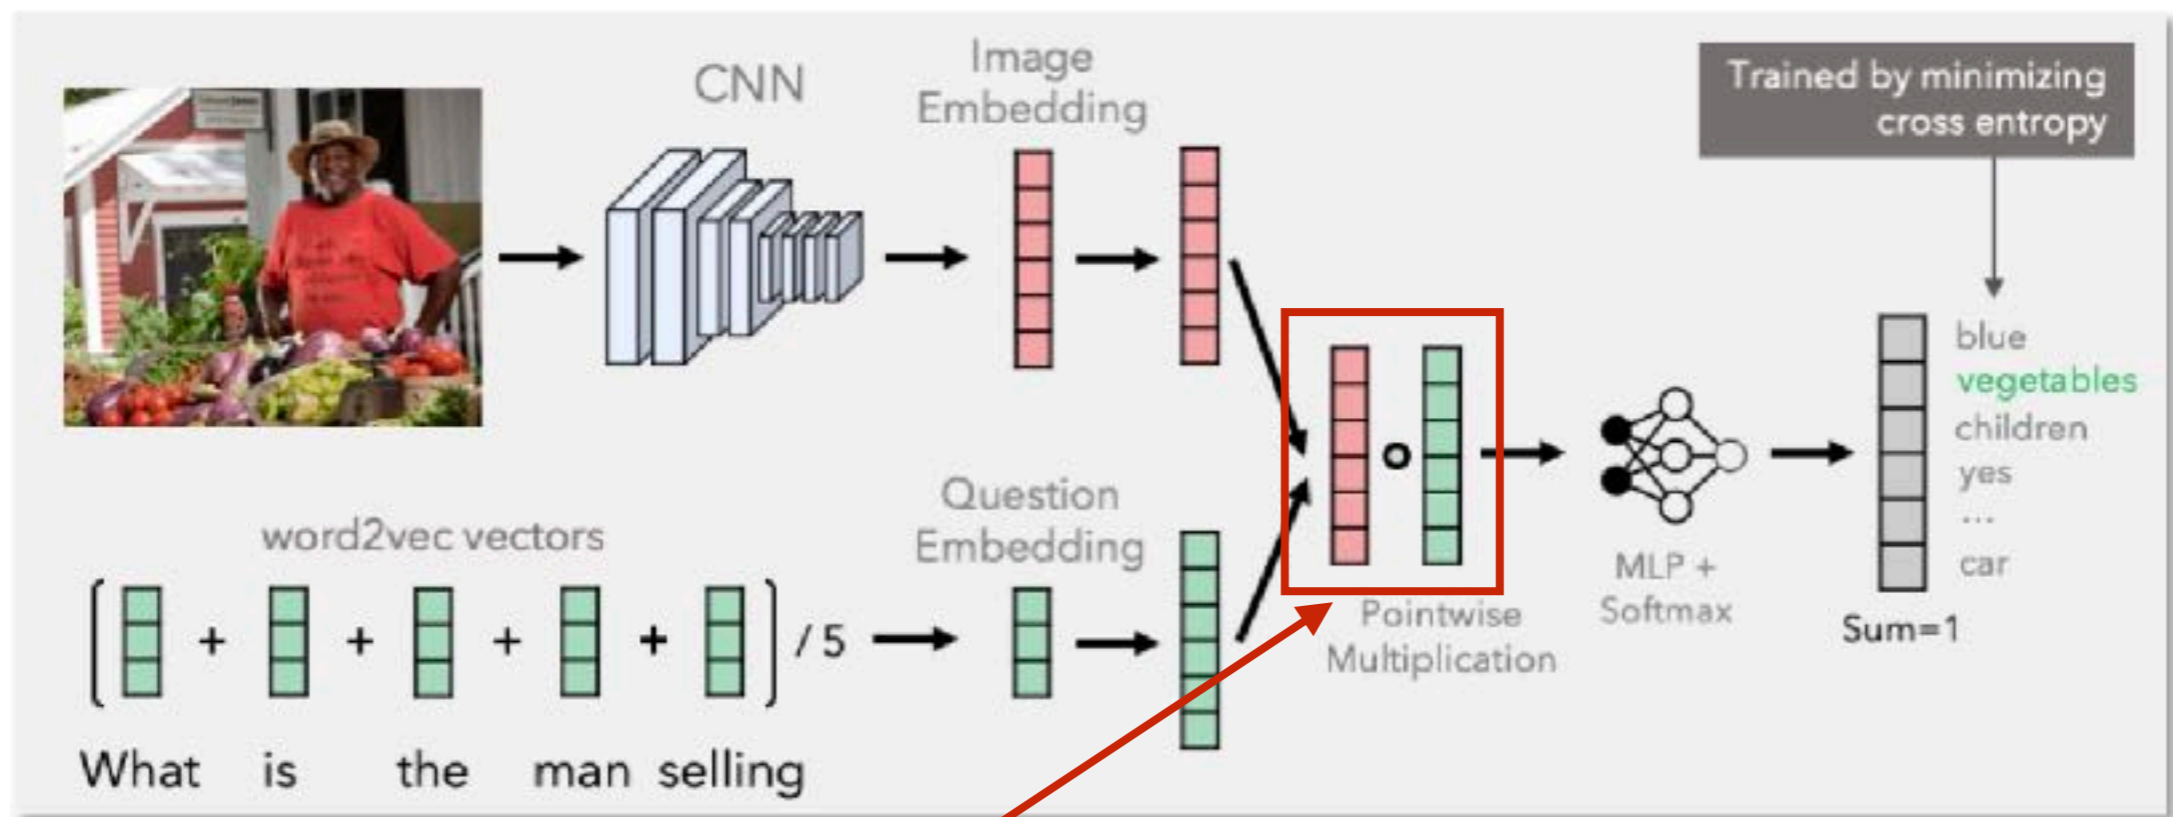 CNN
Image
Embedding
Trained by minimizing
cross entropy
blue
vegetables
children
yes
...
car
Sum=1
MLP +
Softmax
Pointwise
Multiplication
Question
Embedding
word2vec vectors
( + + + + ) / 5
What is the man selling